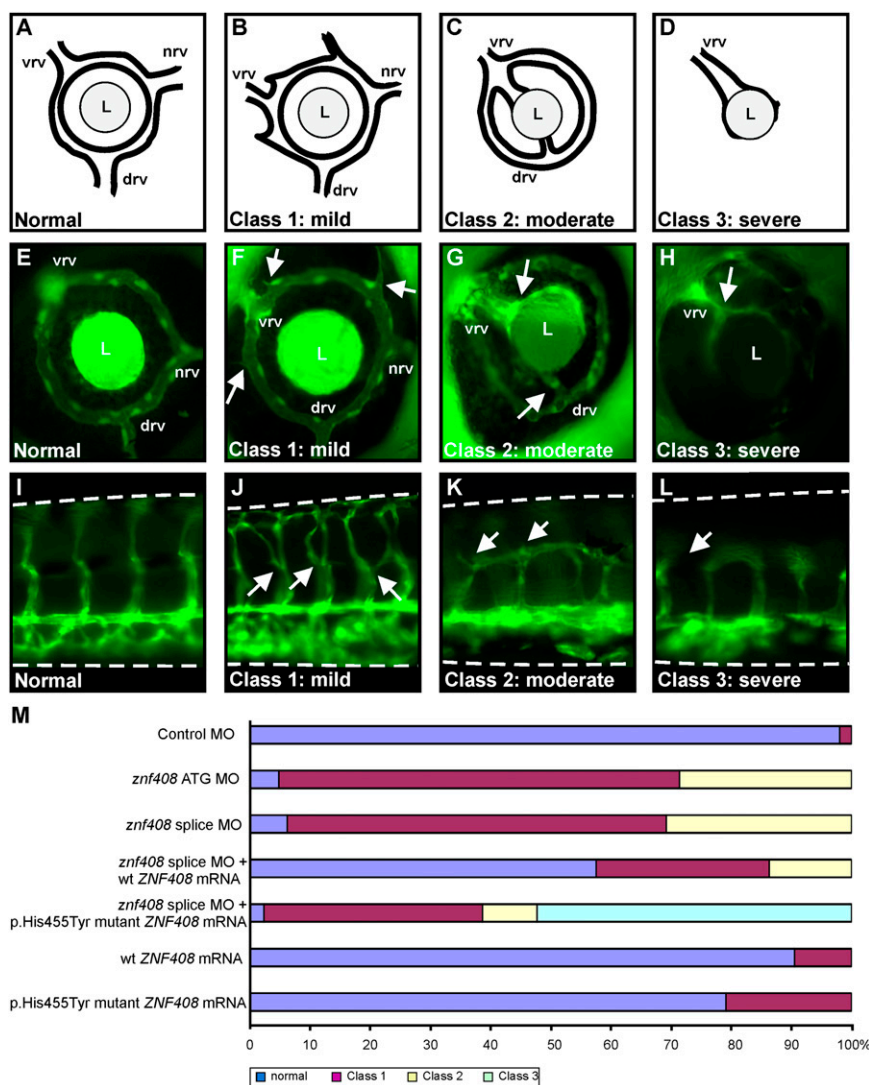 A
vrv
nrv
L
drv
Normal
B
nrv
vrv
L
drv
Class 1: mild
C
vrv
L
drv
Class 2: moderate
D
vrv
L
Class 3: severe
E
vrv
L
nrv
drv
Normal
F
vrv
L
nrv
drv
Class 1: mild
G
L
vrv
drv
Class 2: moderate
H
vrv
L
Class 3: severe
I
Normal
J
Class 1: mild
K
Class 2: moderate
L
Class 3: severe
M
Control MO
znf408 ATG MO
znf408 splice MO
znf408 splice MO +
wt ZNF408 mRNA
znf408 splice MO +
p.His455Tyr mutant ZNF408 mRNA
wt ZNF408 mRNA
p.His455Tyr mutant ZNF408 mRNA
0 10 20 30 40 50 60 70 80 90 100%
normal Class 1 Class 2 Class 3